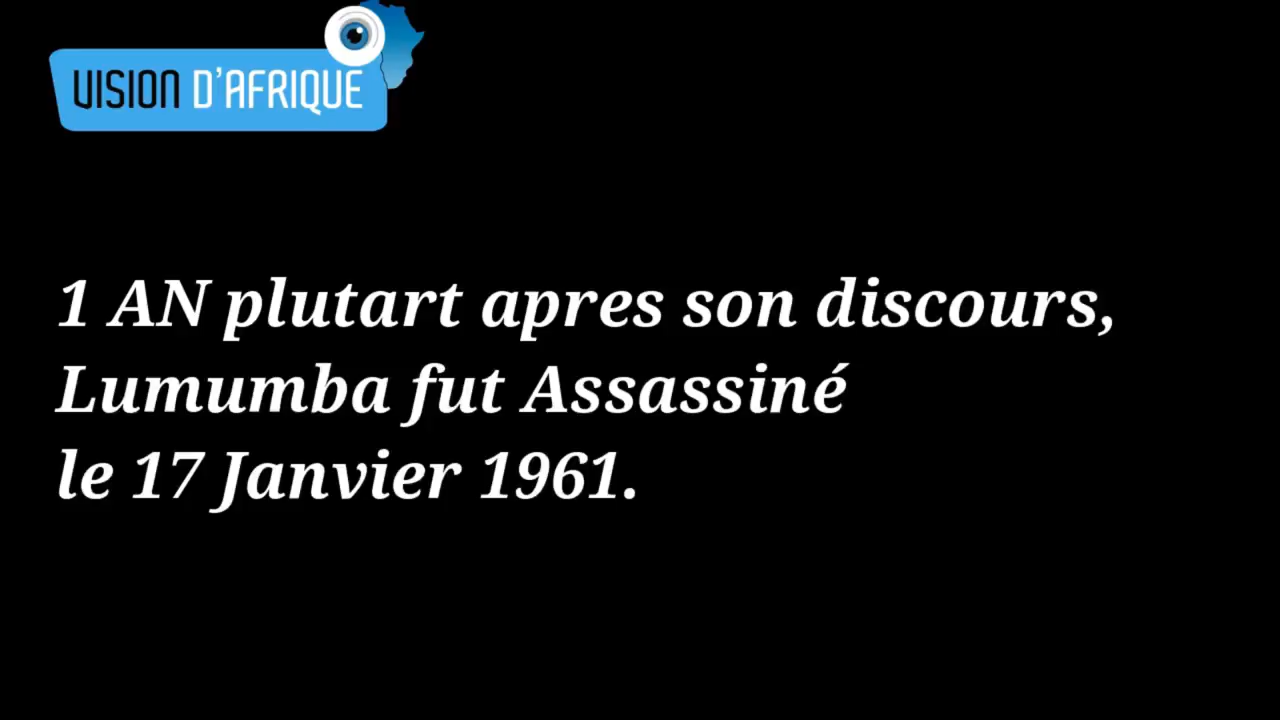 VISION D'AFRIQUE
1 AN plutart apres son discours,
Lumumba fut Assassiné
le 17 Janvier 1961.